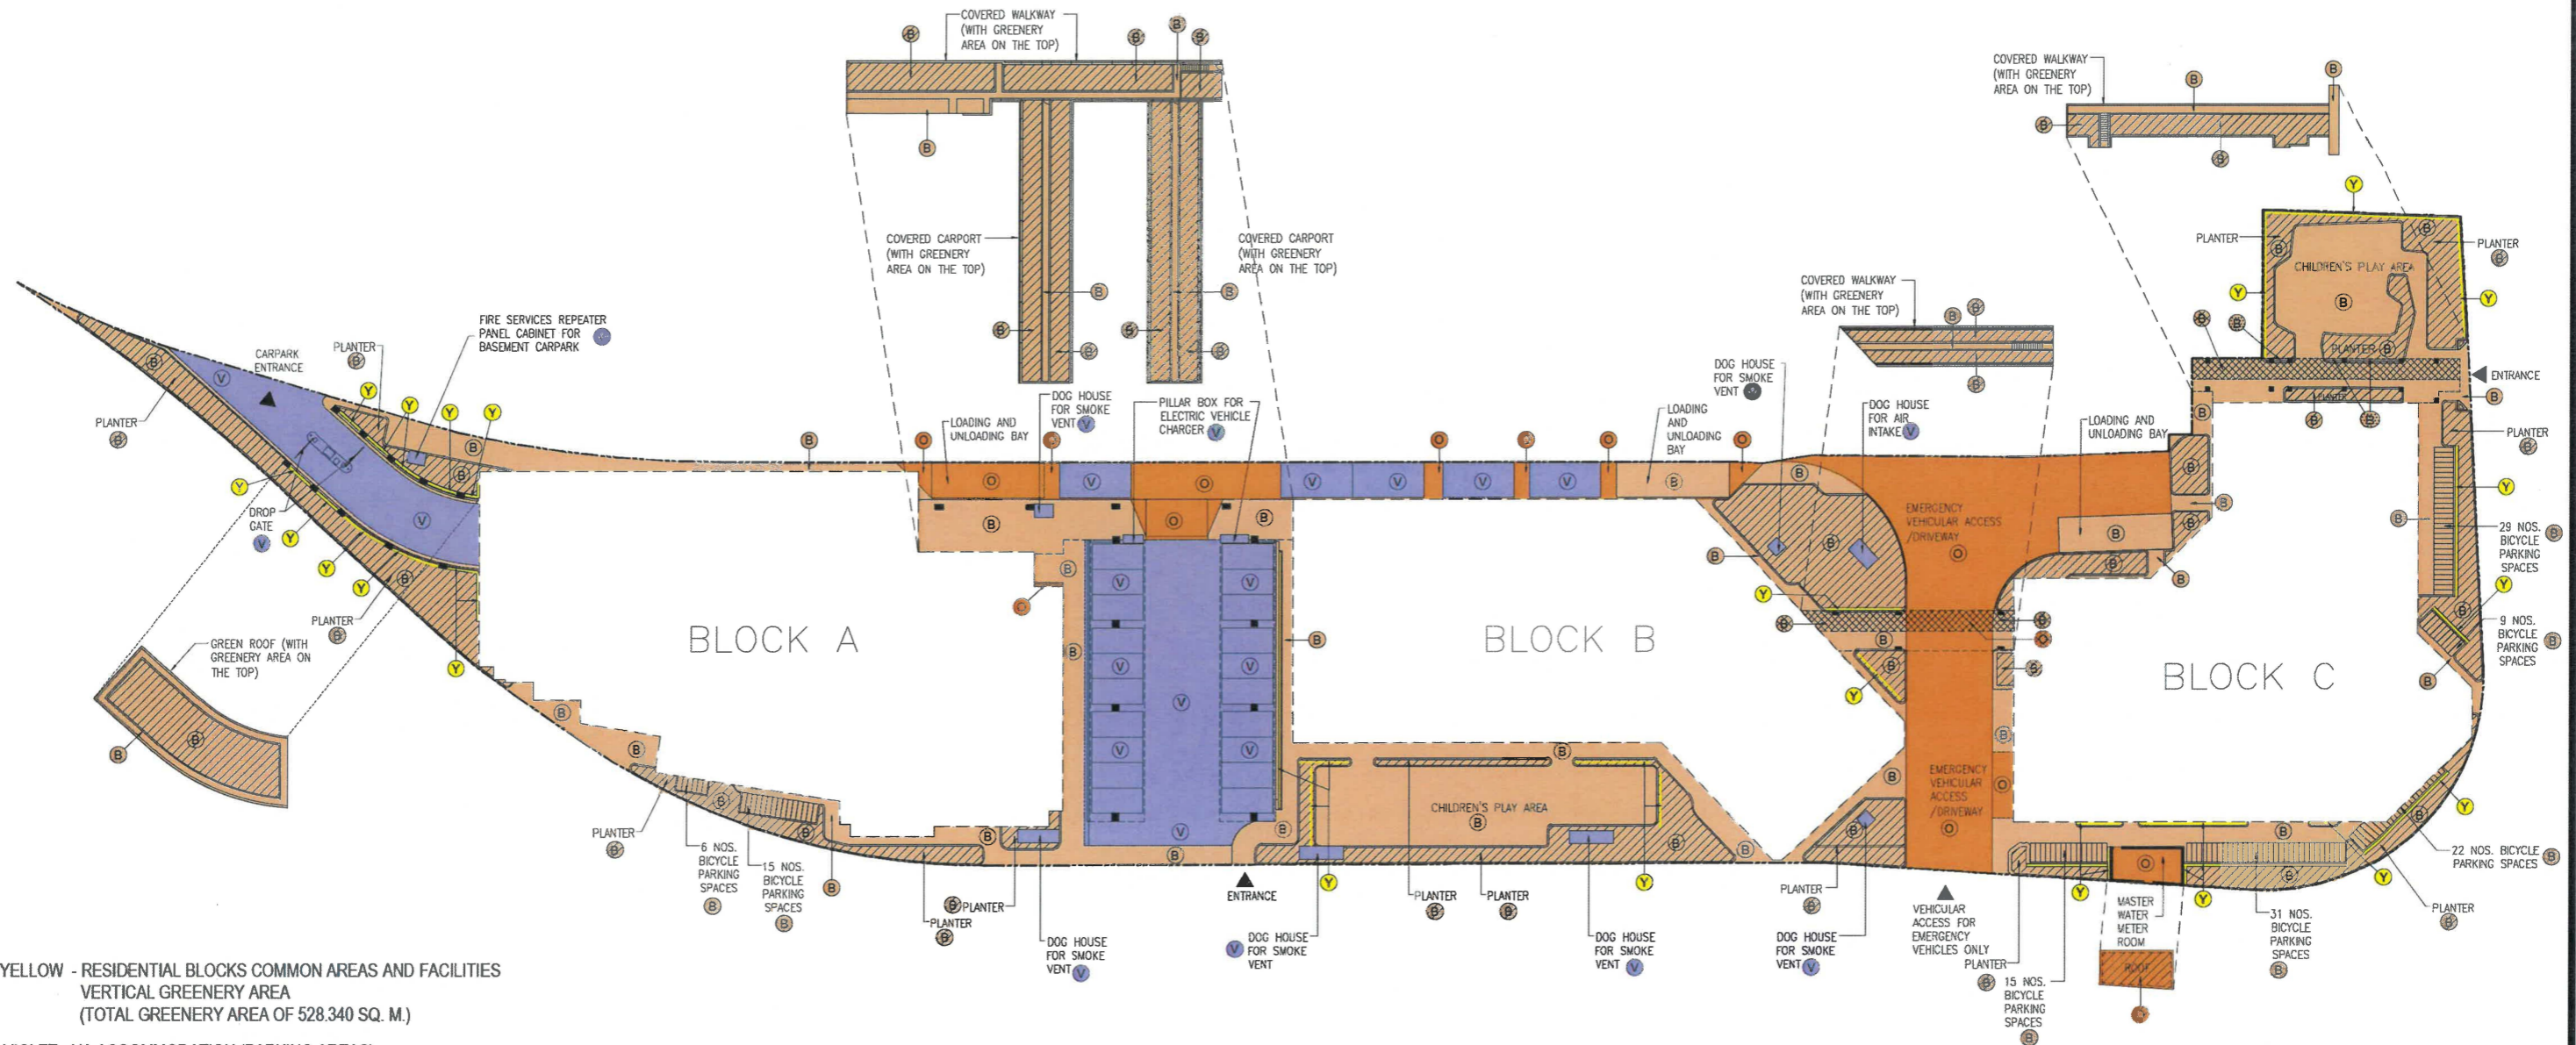 COVERED WALKWAY
(WITH GREENERY
AREA ON THE TOP)
B
B
B
B
B
COVERED CARPORT
(WITH GREENERY
AREA ON THE TOP)
COVERED CARPORT
(WITH GREENERY
AREA ON THE TOP)
B
B
B
B
B
COVERED WALKWAY
(WITH GREENERY
AREA ON THE TOP)
B
B
B
B
COVERED WALKWAY
(WITH GREENERY
AREA ON THE TOP)
B
B
B
Y
PLANTER
B
B
PLANTER
B
CHILDREN'S PLAY AREA
B
Y
Y
PLANTER B
B
B
ENTRANCE
B
B
B
B
PLANTER
B
CARPARK
ENTRANCE
V
B
PLANTER
B
PLANTER
B
FIRE SERVICES REPEATER
PANEL CABINET FOR
BASEMENT CARPARK
Y
Y
Y
Y
B
B
DROP
GATE
V
V
Y
Y
Y
Y
Y
B
PLANTER
B
GREEN ROOF (WITH
GREENERY AREA ON
THE TOP)
B
B
B
O
LOADING AND
UNLOADING BAY
DOG HOUSE
FOR SMOKE
VENT V
PILLAR BOX FOR
ELECTRIC VEHICLE
CHARGER V
O
V
O
V
V
V
V
B
O
O
O
LOADING
AND
UNLOADING
BAY
DOG HOUSE
FOR SMOKE
VENT
DOG HOUSE
FOR AIR
INTAKE V
LOADING AND
UNLOADING BAY
B
O
B
B
O
B
V
V
V
V
V
V
V
V
V
V
B
EMERGENCY
VEHICULAR ACCESS
/DRIVEWAY
O
B
B
B
B
B
B
B
B
Y
B
Y
29 NOS.
BICYCLE
PARKING
SPACES
B
Y
9 NOS.
BICYCLE
PARKING
SPACES
B
B
B
BLOCK A
BLOCK B
BLOCK C
B
O
B
B
Y
B
B
EMERGENCY
VEHICULAR
ACCESS
/DRIVEWAY
O
B
O
B
B
B
CHILDREN'S PLAY AREA
B
B
B
B
PLANTER
B
6 NOS.
BICYCLE
PARKING
SPACES
B
15 NOS.
BICYCLE
PARKING
SPACES
B
B
B
B
PLANTER
B
B
PLANTER
DOG HOUSE
FOR SMOKE
VENT V
ENTRANCE
V
DOG HOUSE
FOR SMOKE
VENT
Y
PLANTER
B
PLANTER
B
DOG HOUSE
FOR SMOKE
VENT V
Y
PLANTER
B
DOG HOUSE
FOR SMOKE
VENT V
VEHICULAR
ACCESS FOR
EMERGENCY
VEHICLES ONLY
PLANTER
B
15 NOS.
BICYCLE
PARKING
SPACES
B
Y
O
MASTER
WATER
METER
ROOM
ROOF
Y
31 NOS.
BICYCLE
PARKING
SPACES
B
B
B
Y
Y
PLANTER
B
22 NOS. BICYCLE
PARKING SPACES
B
YELLOW - RESIDENTIAL BLOCKS COMMON AREAS AND FACILITIES
VERTICAL GREENERY AREA
(TOTAL GREENERY AREA OF 528.340 SQ. M.)